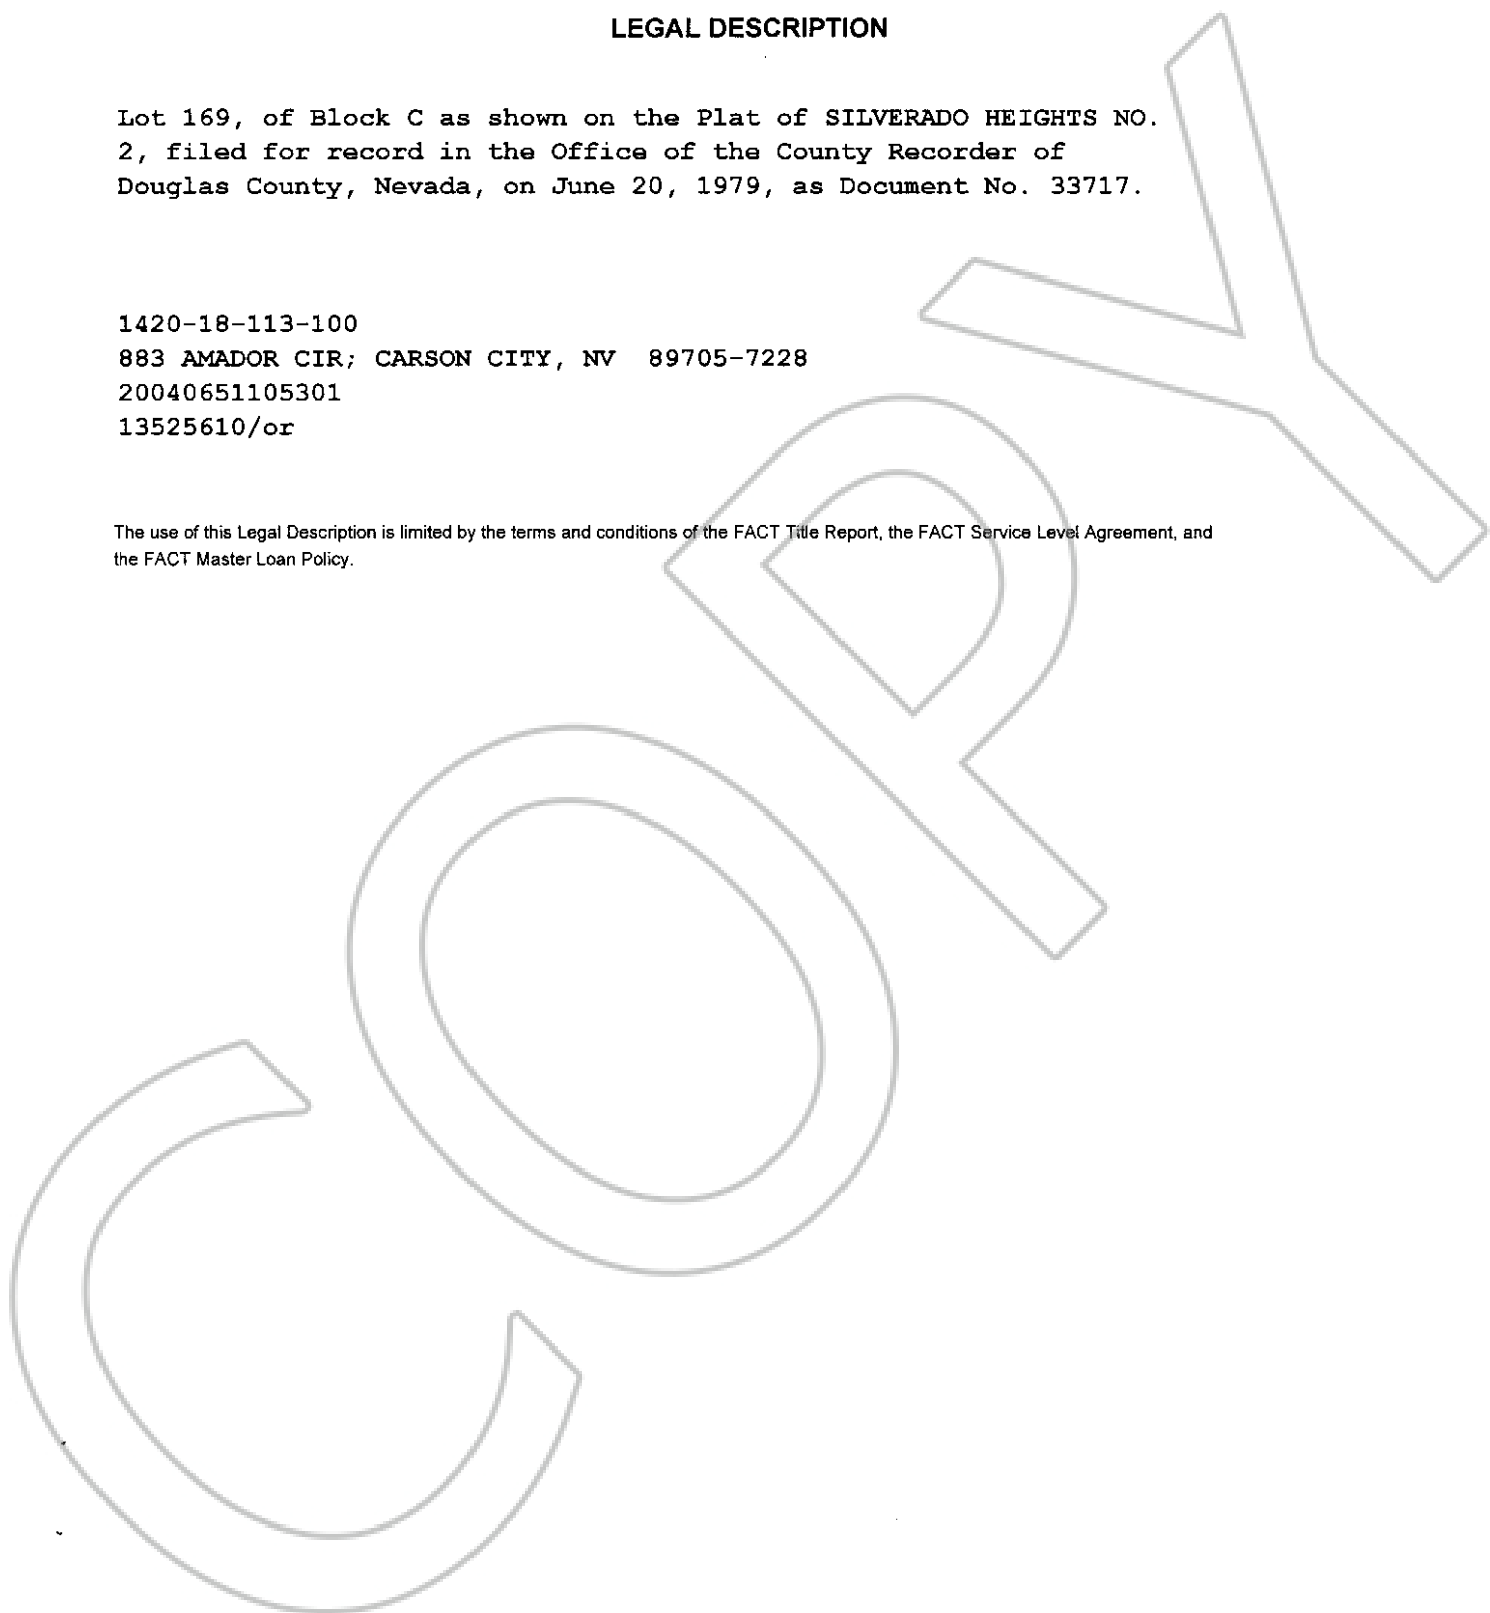 LEGAL DESCRIPTION
Lot 169, of Block C as shown on the Plat of SILVERADO HEIGHTS NO.
2, filed for record in the Office of the County Recorder of
Douglas County, Nevada, on June 20, 1979, as Document No. 33717.
1420-18-113-100
883 AMADOR CIR; CARSON CITY, NV  89705-7228
20040651105301
13525610/or
The use of this Legal Description is limited by the terms and conditions of the FACT Title Report, the FACT Service Level Agreement, and
the FACT Master Loan Policy.
COPY